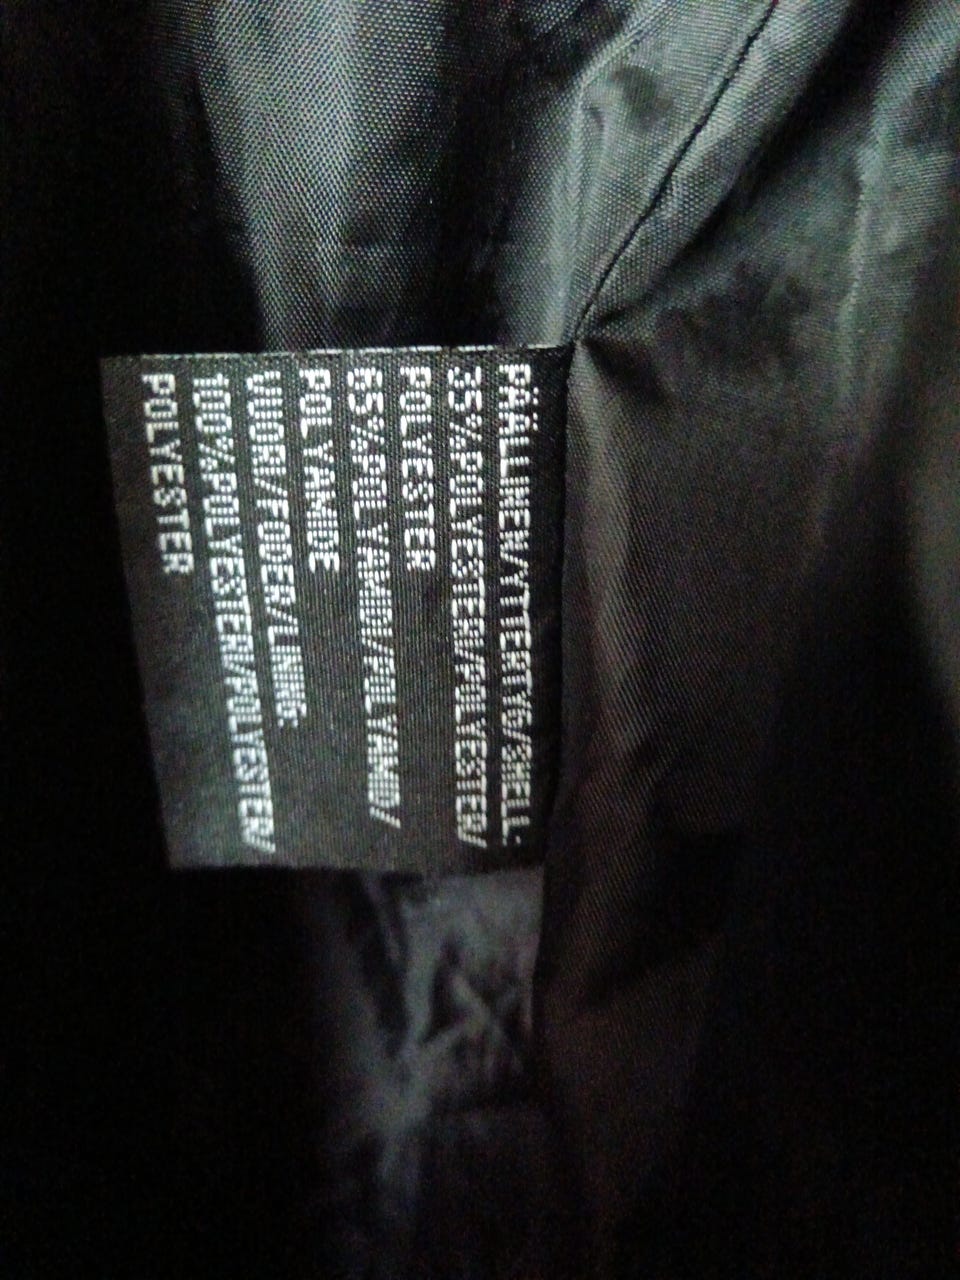 PÄÄLLINEN/YTTERTYG/SHELL:
35%POLYESTERI/POLYESTER/
POLYESTER
65%POLYAMIDI/POLYAMID/
POLYAMIDE
VUORI/FODER/LINING:
100%POLYESTERI/POLYESTER/
POLYESTER